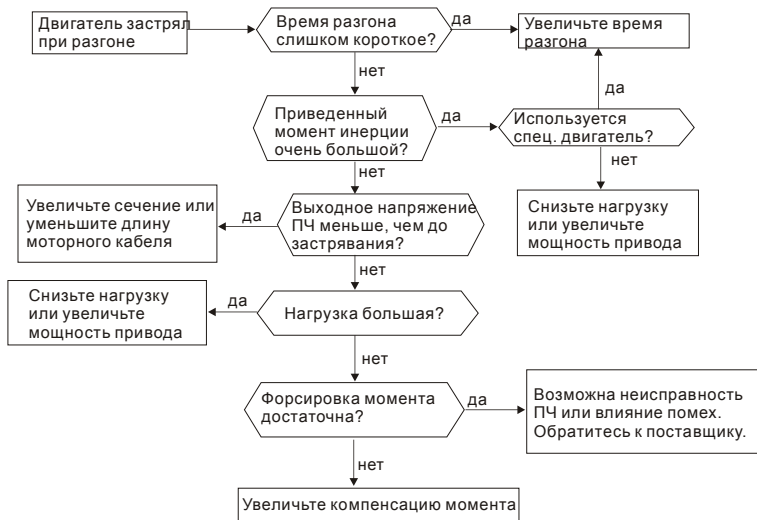 Двигатель застрял
при разгоне
Время разгона
слишком короткое?
да
Увеличьте время
разгона
нет
да
Приведенный
момент инерции
очень большой?
да
Используется
спец. двигатель?
нет
нет
Увеличьте сечение или
уменьшите длину
моторного кабеля
да
Выходное напряжение
ПЧ меньше, чем до
застрявания?
Снизьте нагрузку
или увеличьте
мощность привода
нет
Снизьте нагрузку
или увеличьте
мощность привода
да
Нагрузка большая?
нет
Форсировка момента
достаточна?
да
Возможна неисправность
ПЧ или влияние помех.
Обратитесь к поставщику.
нет
Увеличьте компенсацию момента